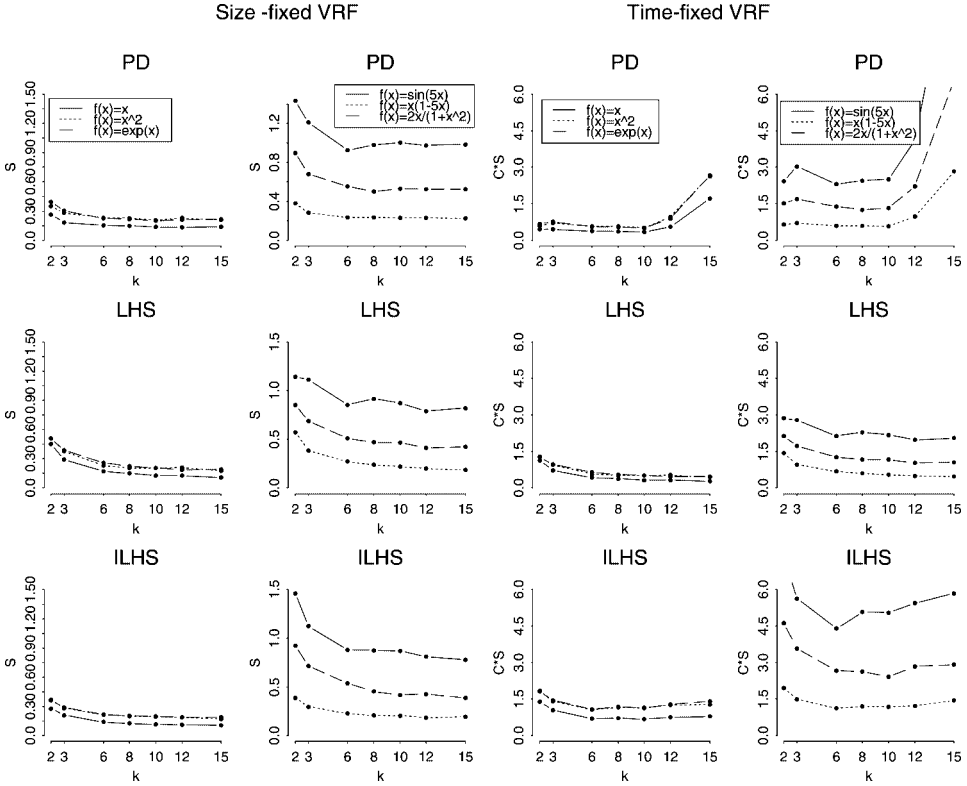 Size -fixed VRF
Time-fixed VRF
PD
PD
PD
PD
S
0.0 0.30 0.60 0.90 1.20 1.50
f(x)=x
f(x)=x^2
f(x)=exp(x)
2 3 6 8 10 12 15
k
S
0.0 0.4 0.8 1.2
f(x)=sin(5x)
f(x)=x(1-5x)
f(x)=2x/(1+x^2)
2 3 6 8 10 12 15
k
C*S
0.0 1.5 3.0 4.5 6.0
f(x)=x
f(x)=x^2
f(x)=exp(x)
2 3 6 8 10 12 15
k
C*S
0.0 1.5 3.0 4.5 6.0
f(x)=sin(5x)
f(x)=x(1-5x)
f(x)=2x/(1+x^2)
2 3 6 8 10 12 15
k
LHS
LHS
LHS
LHS
S
0.0 0.30 0.60 0.90 1.20 1.50
2 3 6 8 10 12 15
k
S
0.0 0.5 1.0 1.5
2 3 6 8 10 12 15
k
C*S
0.0 1.5 3.0 4.5 6.0
2 3 6 8 10 12 15
k
C*S
0.0 1.5 3.0 4.5 6.0
2 3 6 8 10 12 15
k
ILHS
ILHS
ILHS
ILHS
S
0.0 0.30 0.60 0.90 1.20 1.50
2 3 6 8 10 12 15
k
S
0.0 0.5 1.0 1.5
2 3 6 8 10 12 15
k
C*S
0.0 1.5 3.0 4.5 6.0
2 3 6 8 10 12 15
k
C*S
0.0 1.5 3.0 4.5 6.0
2 3 6 8 10 12 15
k